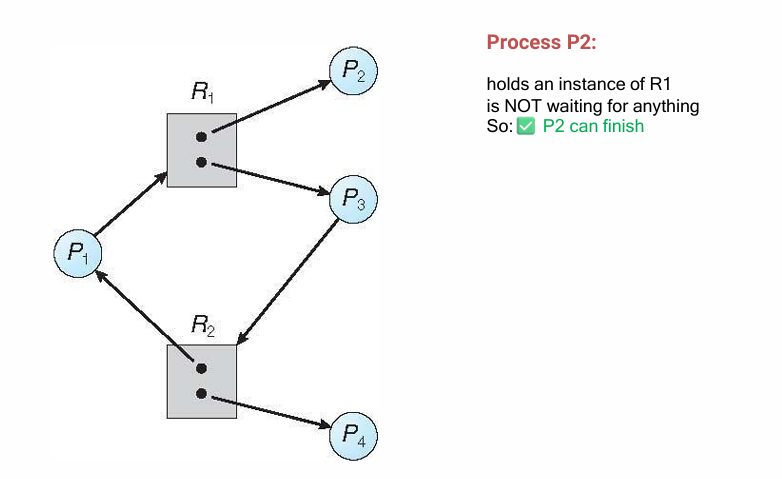 R₁
P₂
P₃
P₁
R₂
P₄
Process P2:
holds an instance of R1
is NOT waiting for anything
So: ✅ P2 can finish